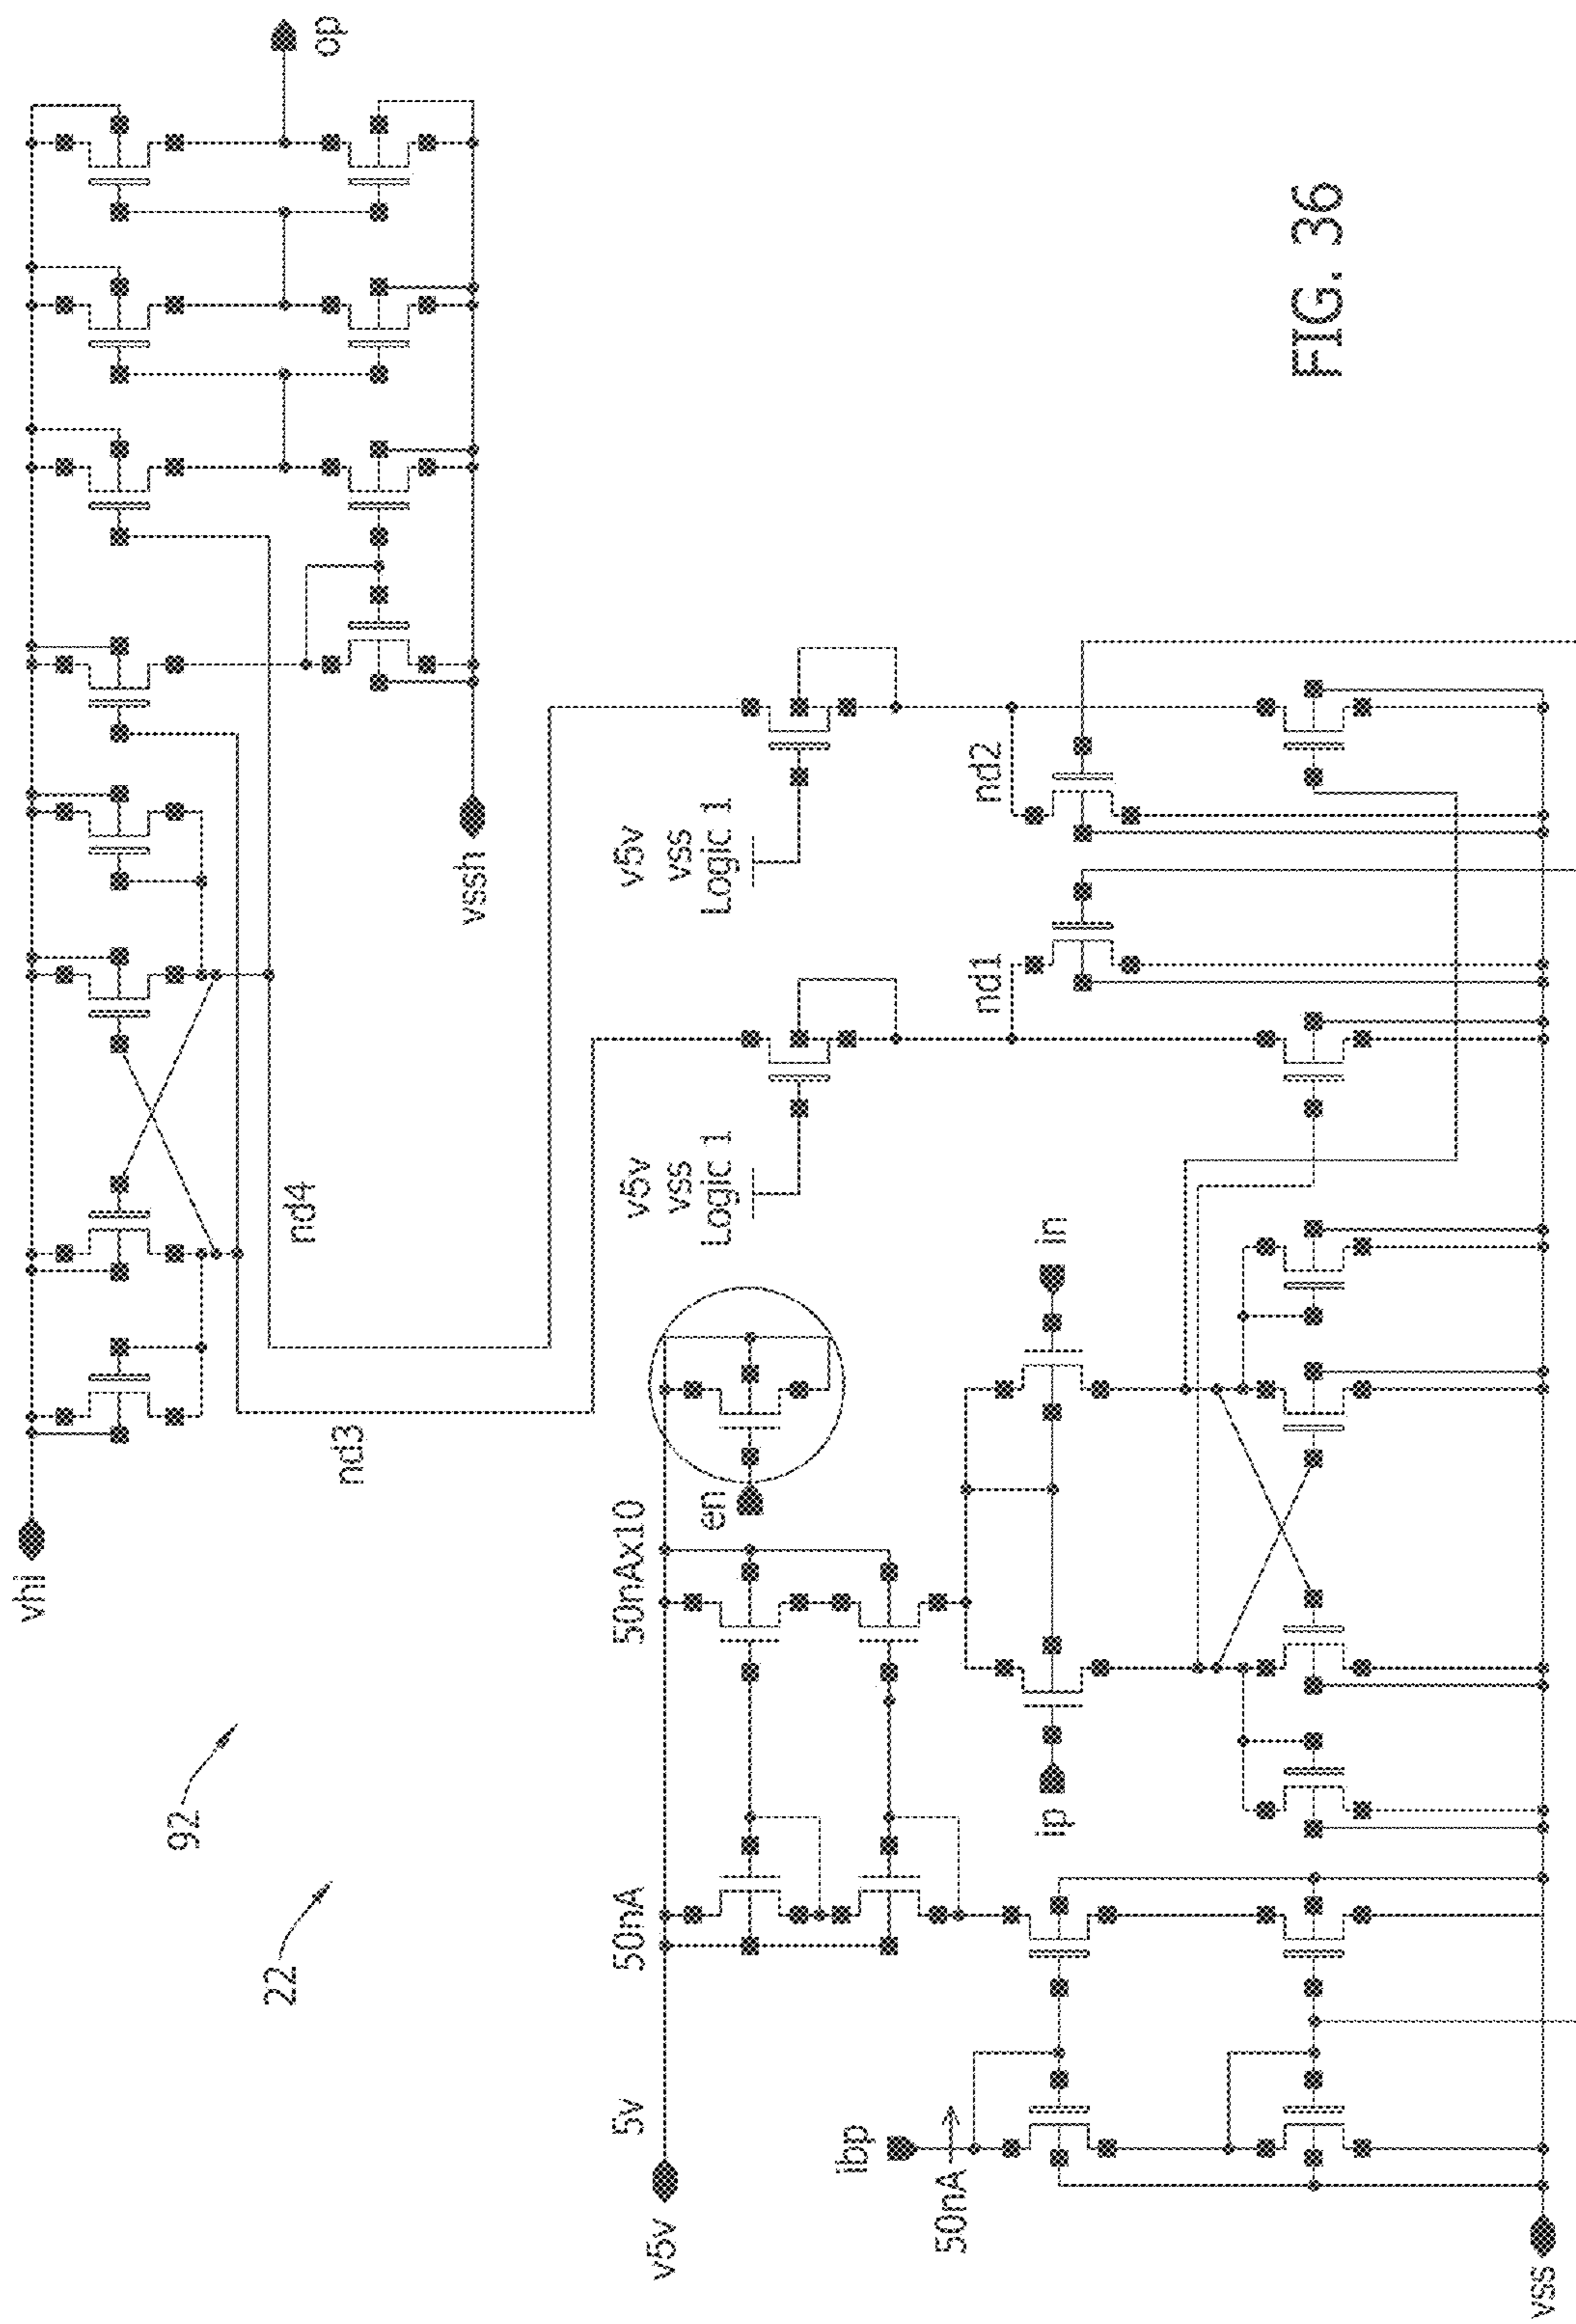 vhi
op
92
22
nd3
nd4
vssh
v5v
5v
50nA
50nAx10
en
v5v
vss
Logic 1
v5v
vss
Logic 1
ibp
50nA
ip
in
nd1
nd2
vss
FIG. 36